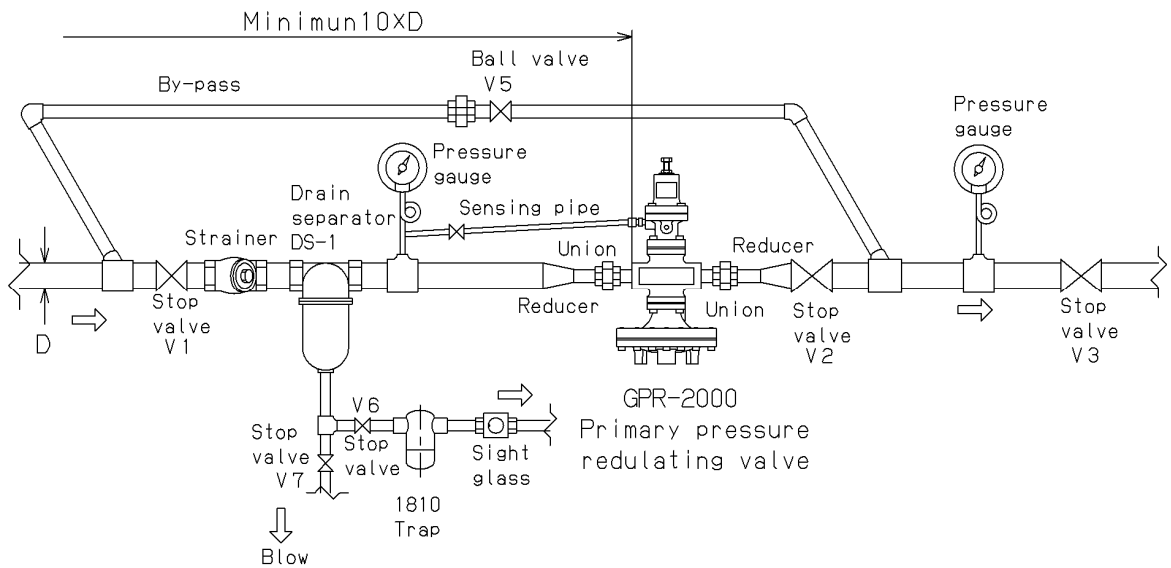 Minimun10×D
Ball valve
V5
By-pass
Pressure
gauge
Pressure
gauge
Drain
separator
DS-1
Sensing pipe
Strainer
Union
Reducer
Stop
valve
V1
D
Reducer
Union
Stop
valve
V2
Stop
valve
V3
GPR-2000
Primary pressure
redulating valve
V6
Stop
valve
V7
Stop
valve
Sight
glass
1810
Trap
Blow